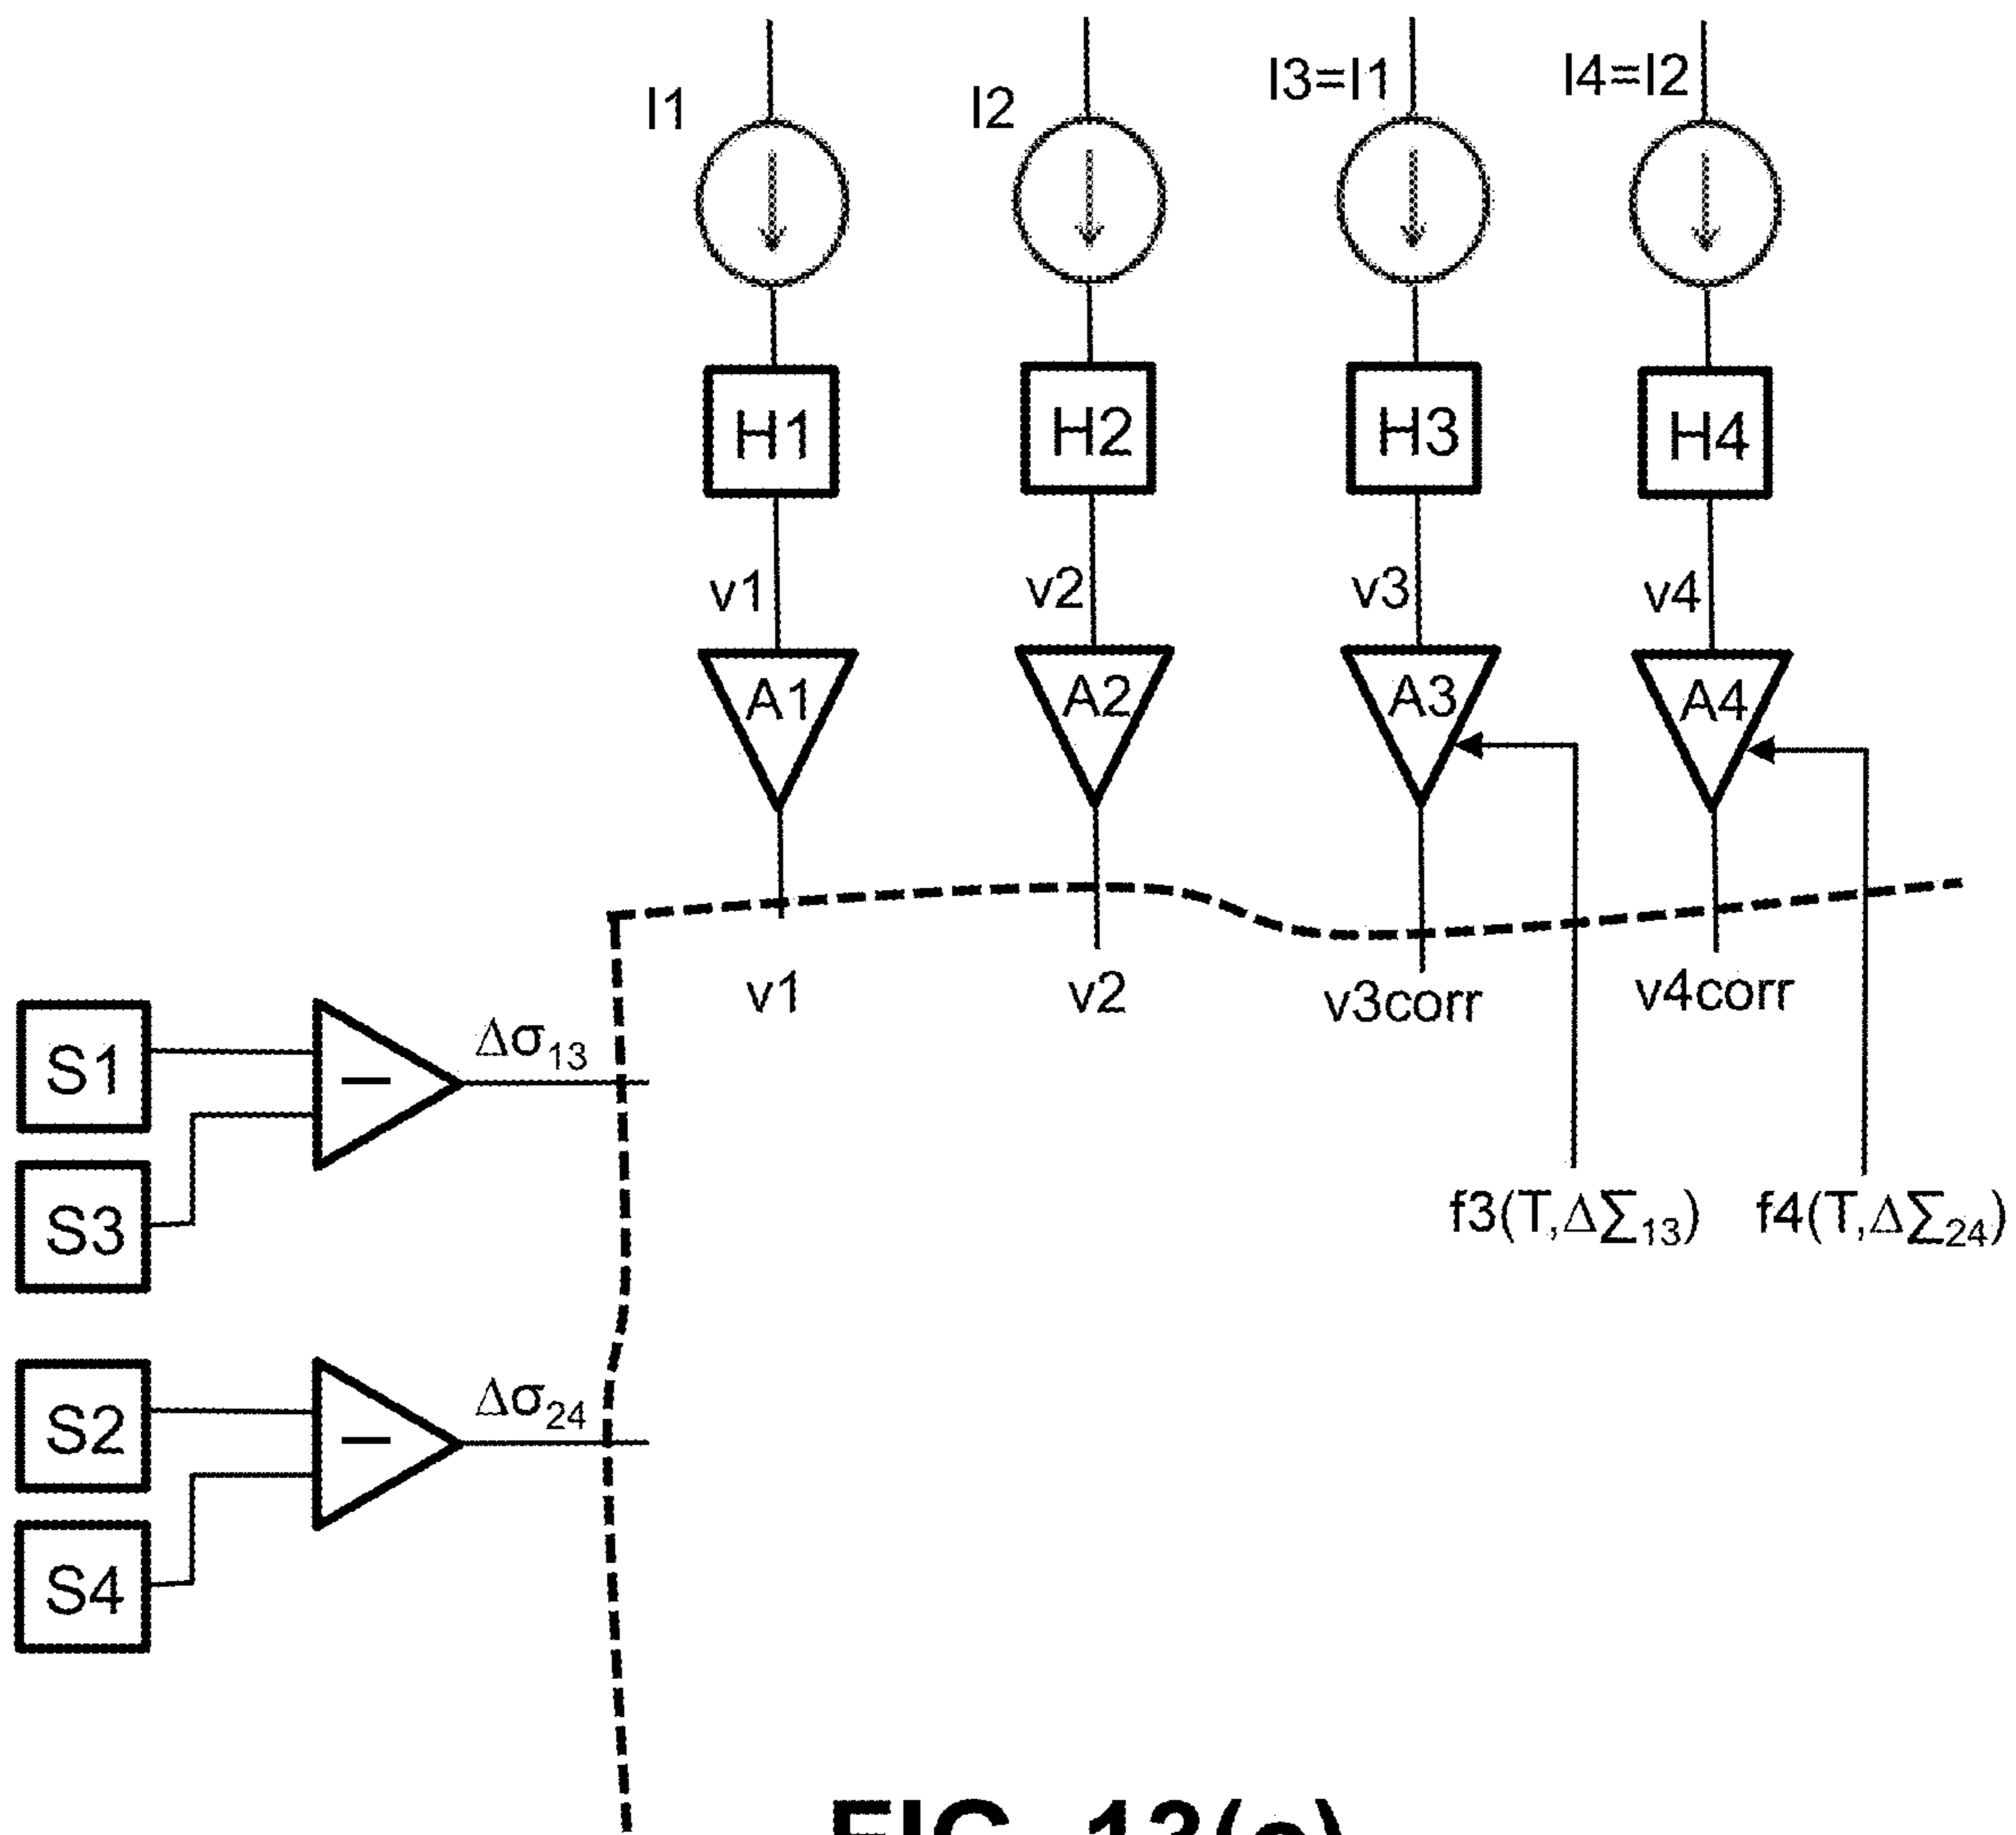 I1
I2
I3=I1
I4=I2
H1
H2
H3
H4
v1
v2
v3
v4
A1
A2
A3
A4
v1
v2
v3corr
v4corr
S1
S3
Δσ13
f3(T,ΔΣ13)
f4(T,ΔΣ24)
S2
S4
Δσ24